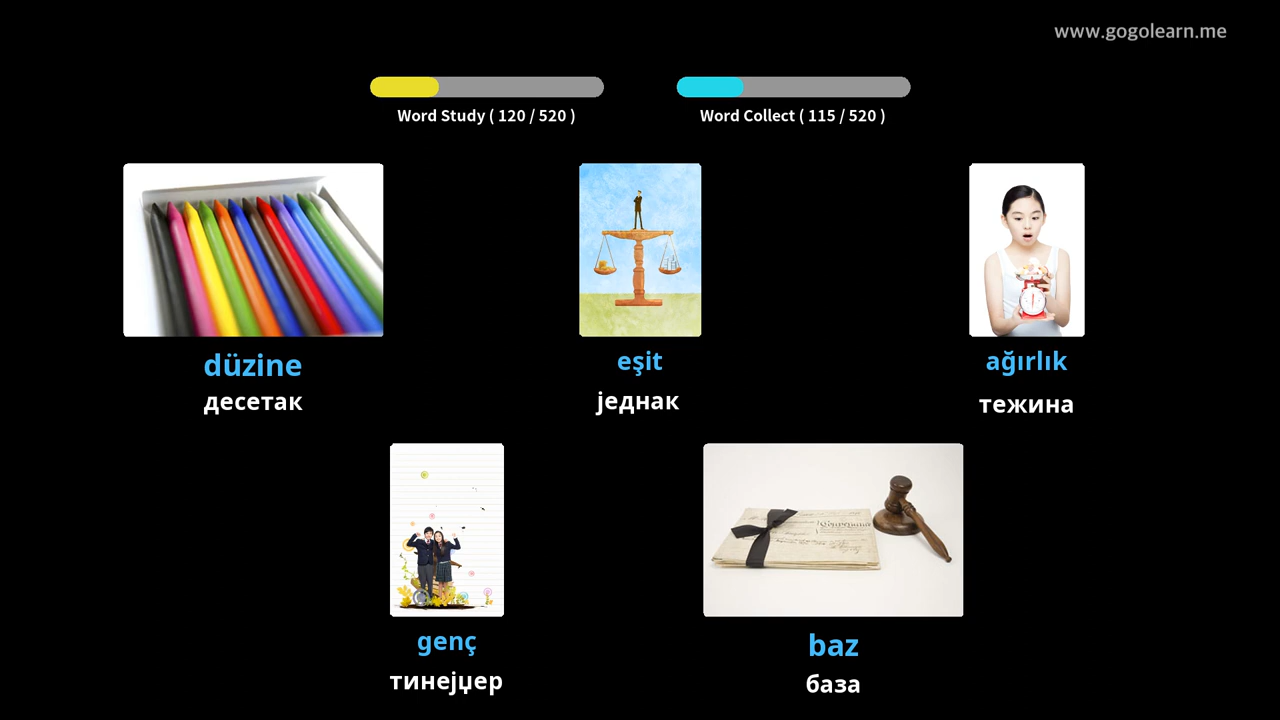 www.gogolearn.me
Word Study ( 120 / 520 )
Word Collect ( 115 / 520 )
düzine
eşit
ağırlık
десетак
једнак
тежина
genç
baz
тинејџер
база